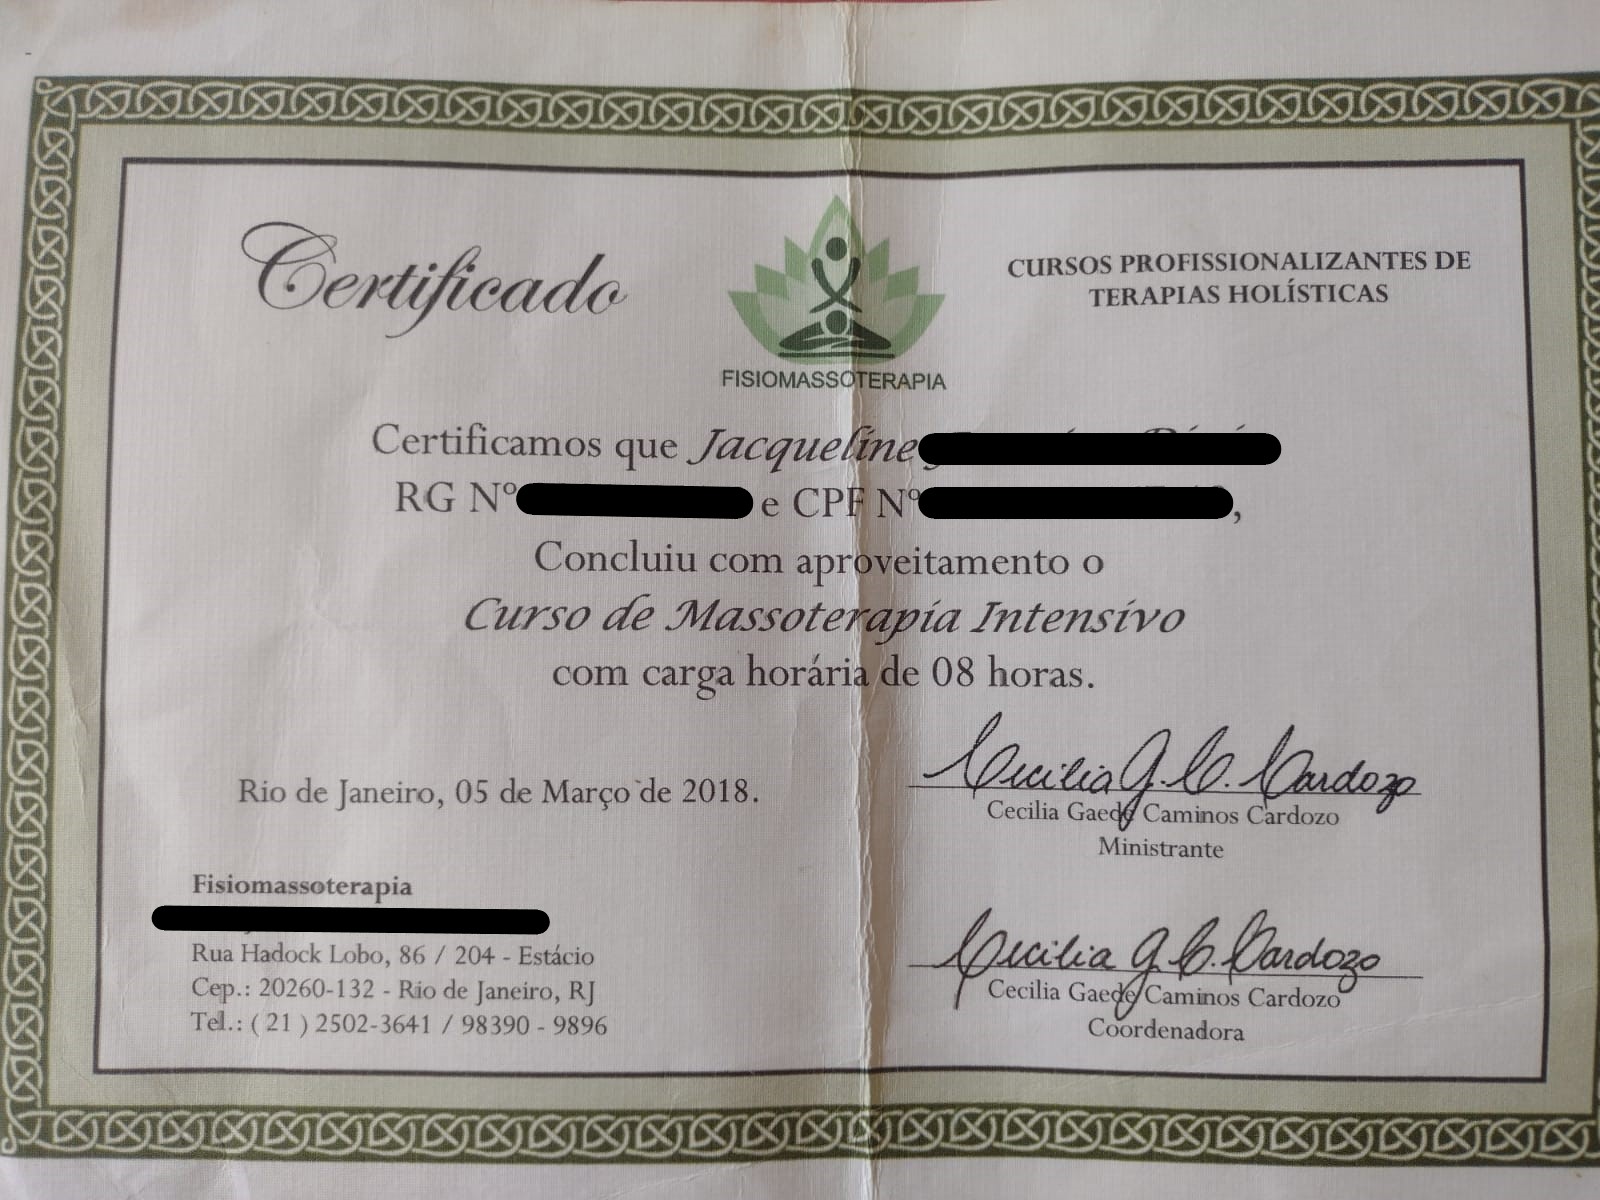 Certificado
FISIOMASSOTERAPIA
CURSOS PROFISSIONALIZANTES DE
TERAPIAS HOLÍSTICAS
Certificamos que Jacqueline
RG Nº e CPF Nº ,
Concluiu com aproveitamento o
Curso de Massoterapia Intensivo
com carga horária de 08 horas.
Rio de Janeiro, 05 de Março de 2018.
Cecilia G. C. Cardozo
Cecilia Gaede Caminos Cardozo
Ministrante
Cecilia G. C. Cardozo
Cecilia Gaede Caminos Cardozo
Coordenadora
Fisiomassoterapia
Rua Hadock Lobo, 86 / 204 - Estácio
Cep.: 20260-132 - Rio de Janeiro, RJ
Tel.: ( 21 ) 2502-3641 / 98390 - 9896